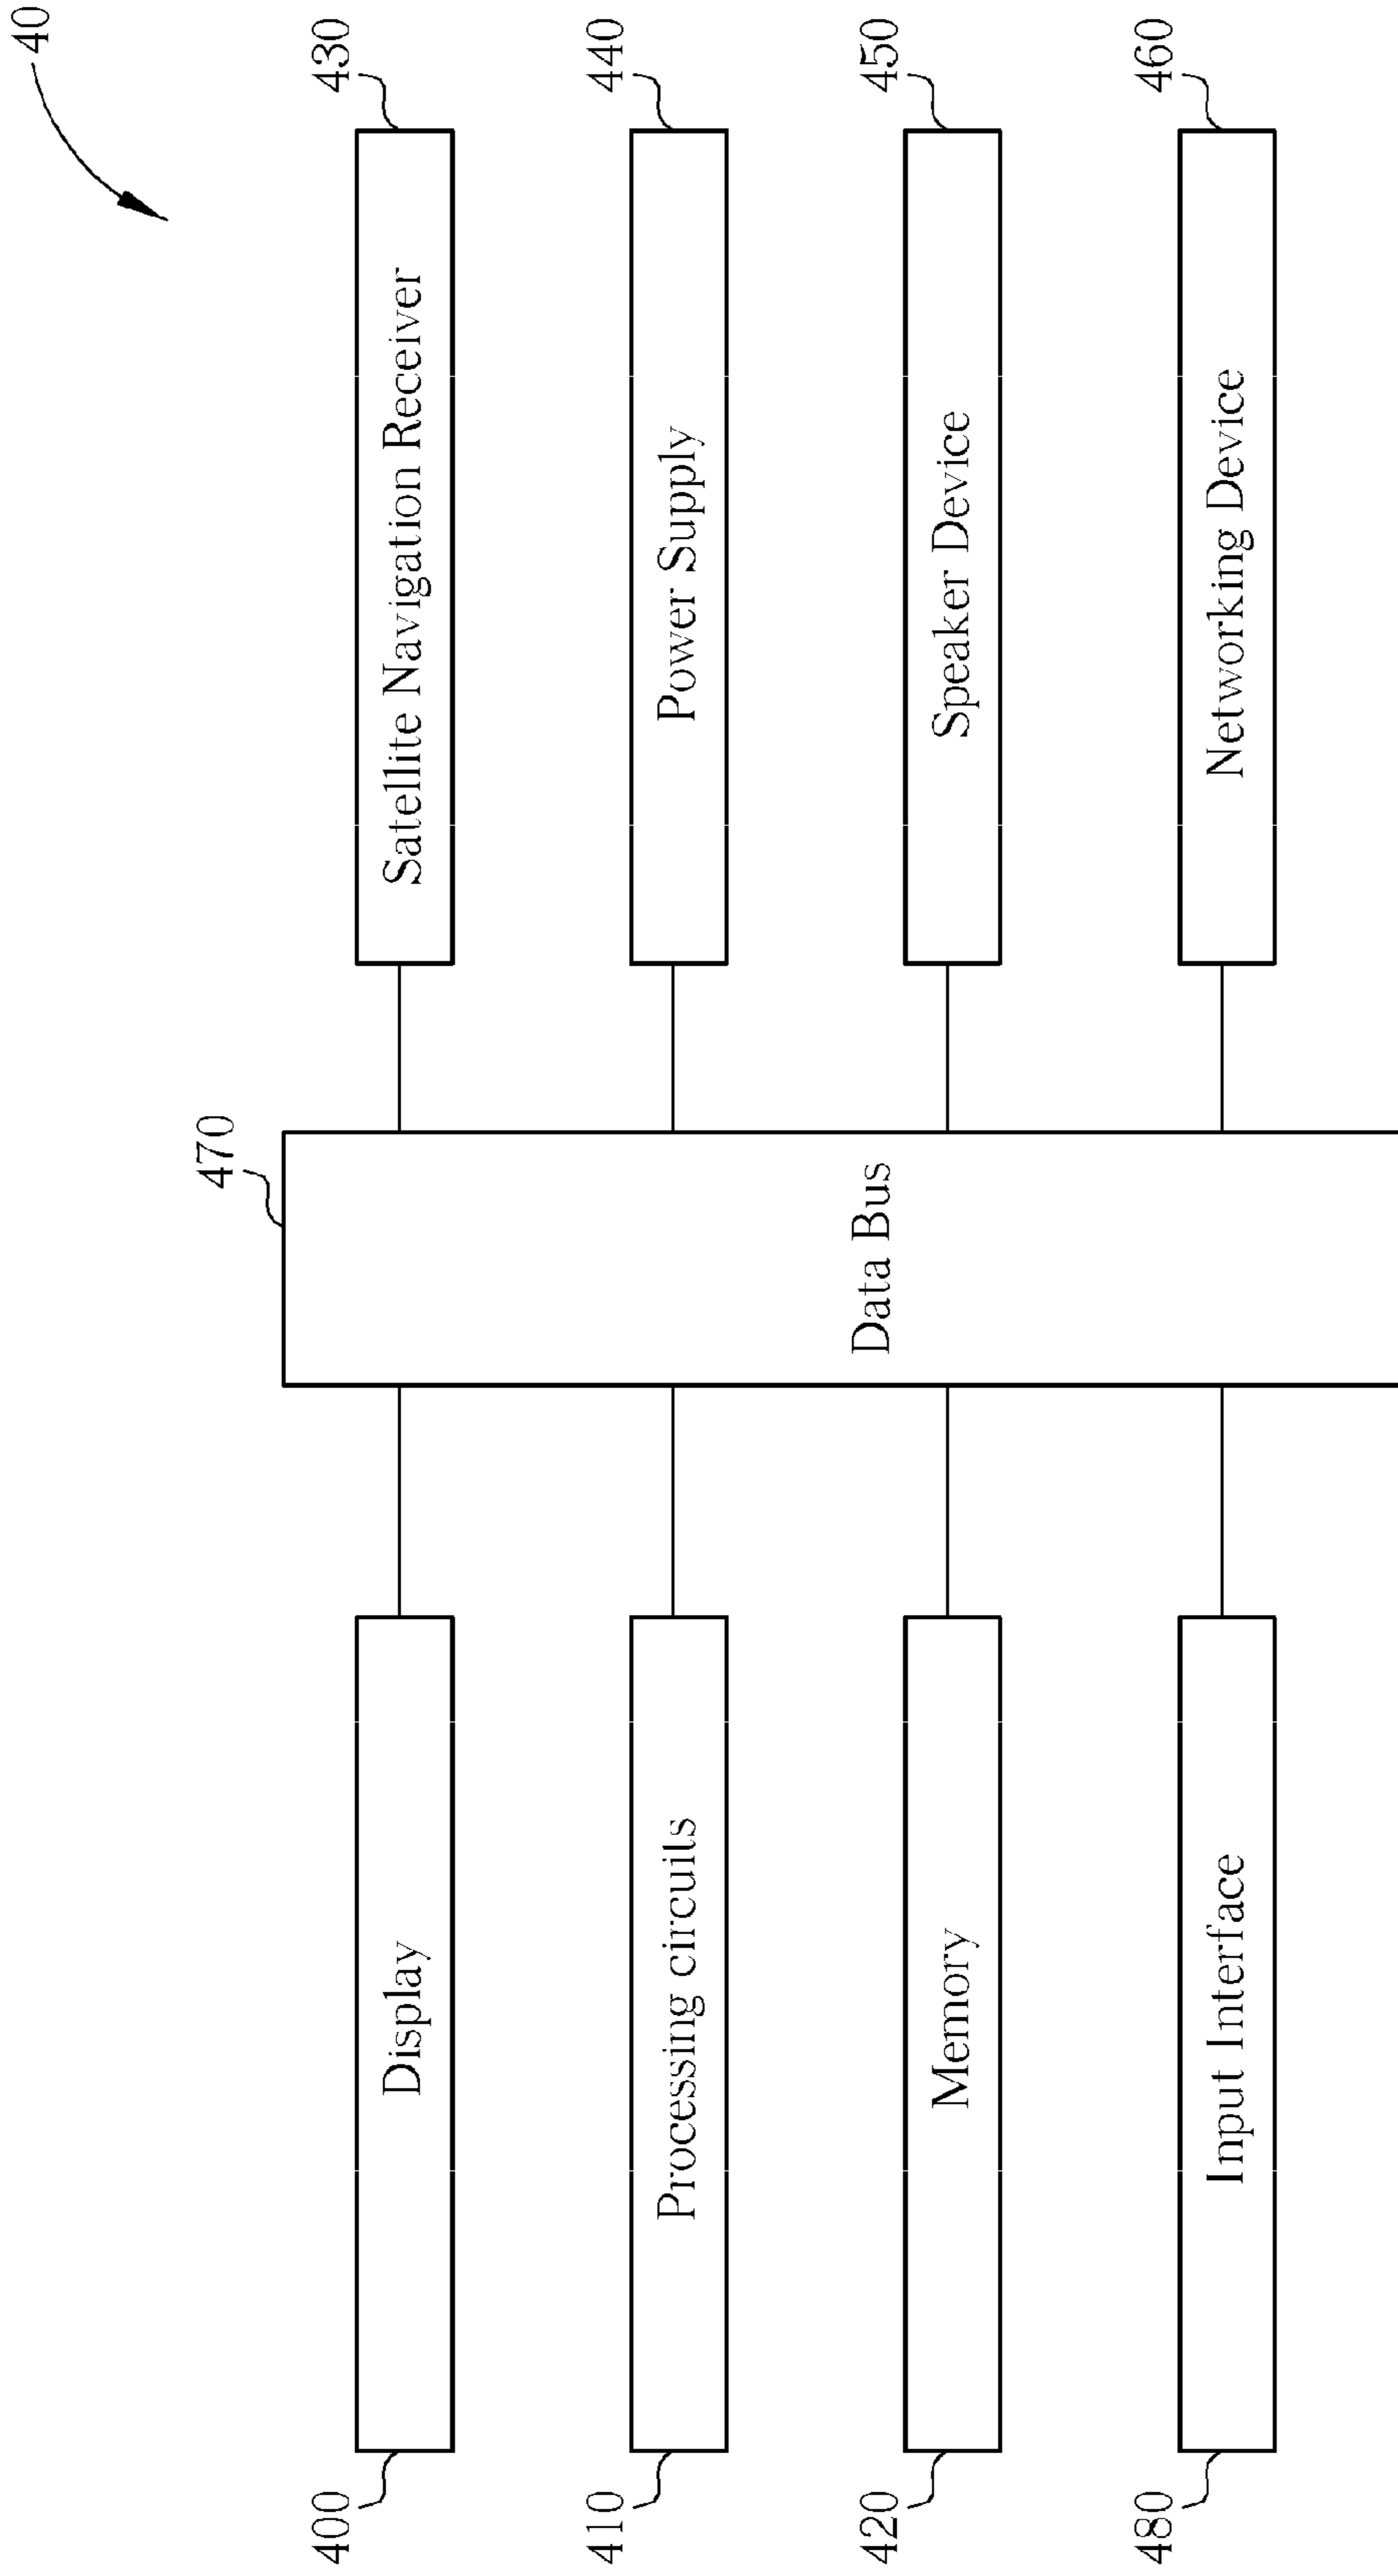 40
470
400
Display
Satellite Navigation Receiver
430
410
Processing circuits
Power Supply
440
Data Bus
420
Memory
Speaker Device
450
480
Input Interface
Networking Device
460